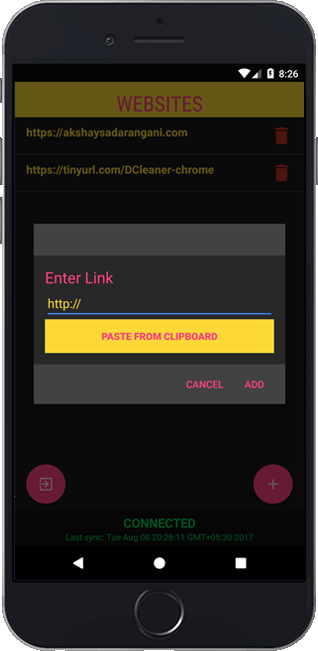 8:26
WEBSITES
https://akshaysadarangani.com
https://tinyurl.com/DCleaner-chrome
Enter Link
http://
PASTE FROM CLIPBOARD
CANCEL ADD
CONNECTED
Last sync: Tue Aug 08 20:26:11 GMT+05:30 2017